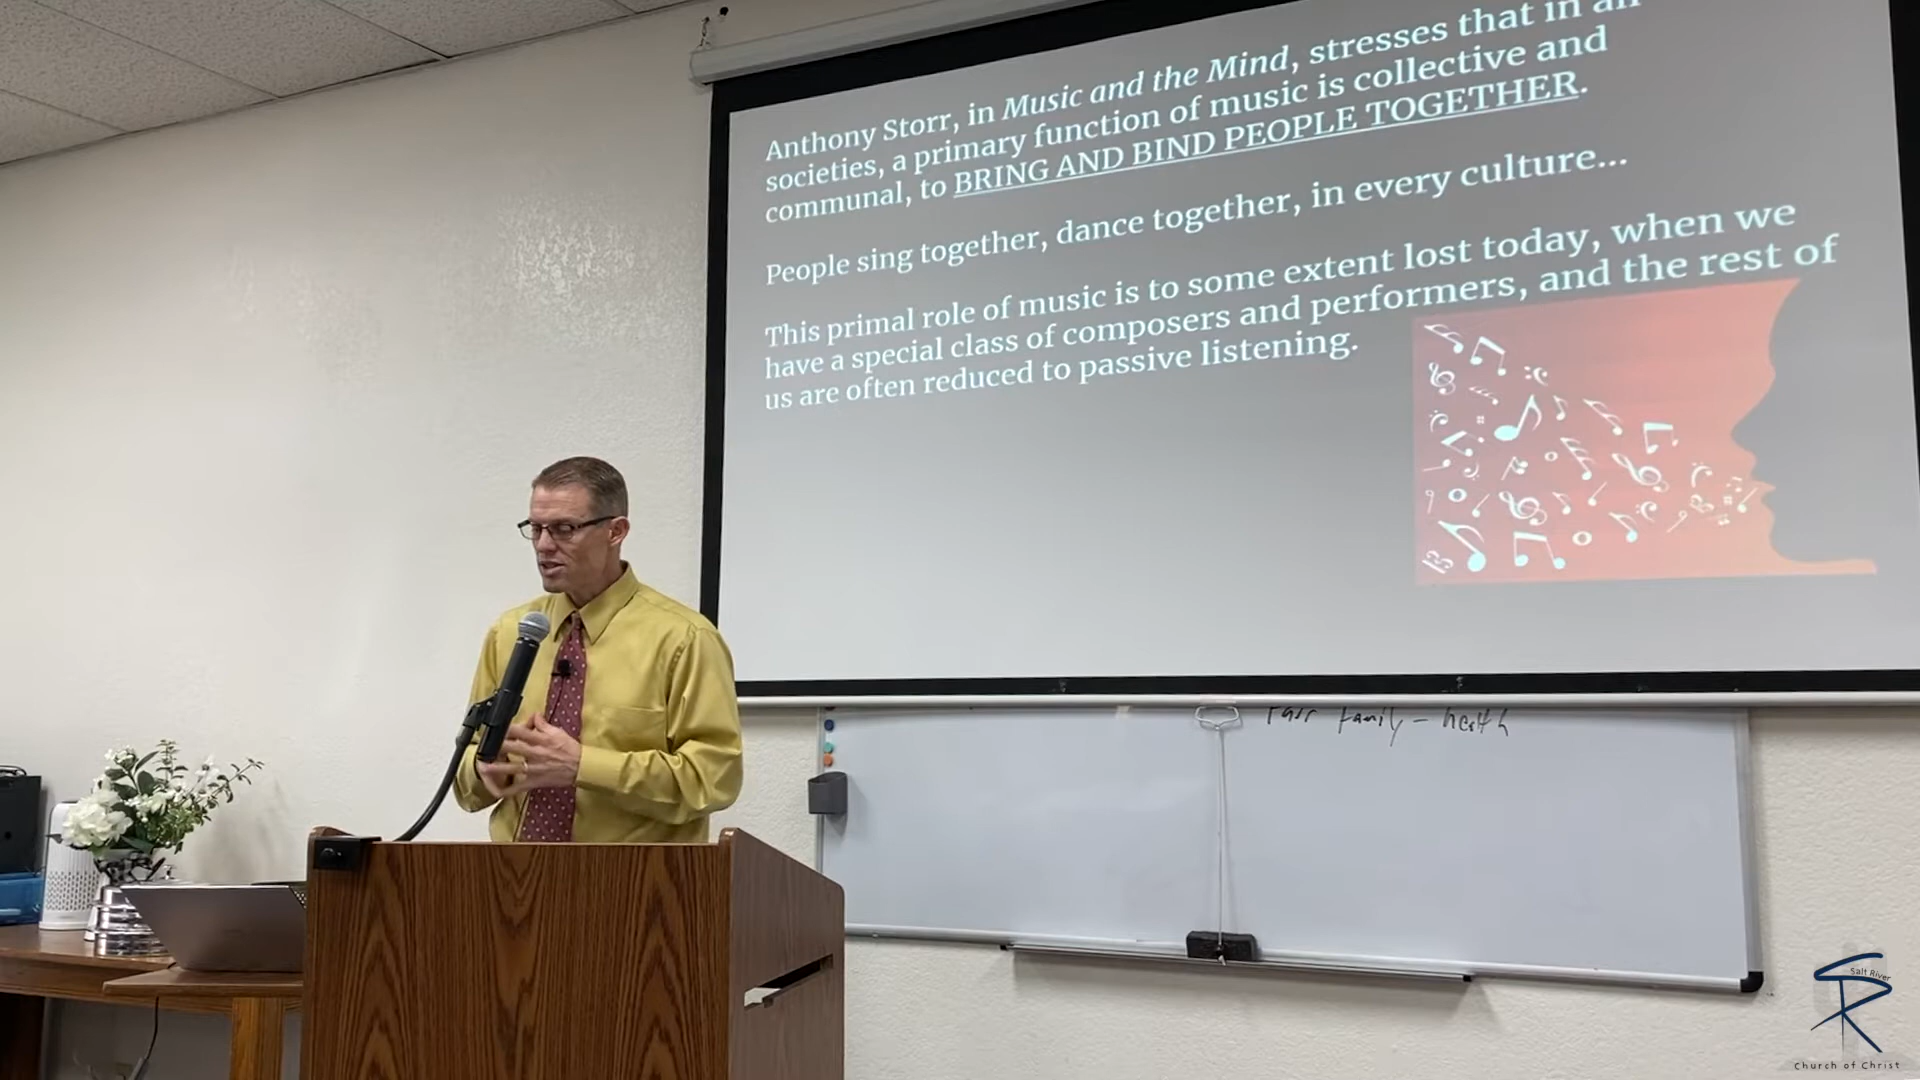 Anthony Storr, in Music and the Mind, stresses that in all
societies, a primary function of music is collective and
communal, to BRING AND BIND PEOPLE TOGETHER.
People sing together, dance together, in every culture...
This primal role of music is to some extent lost today, when we
have a special class of composers and performers, and the rest of
us are often reduced to passive listening.
family - health
Salt River
Church of Christ